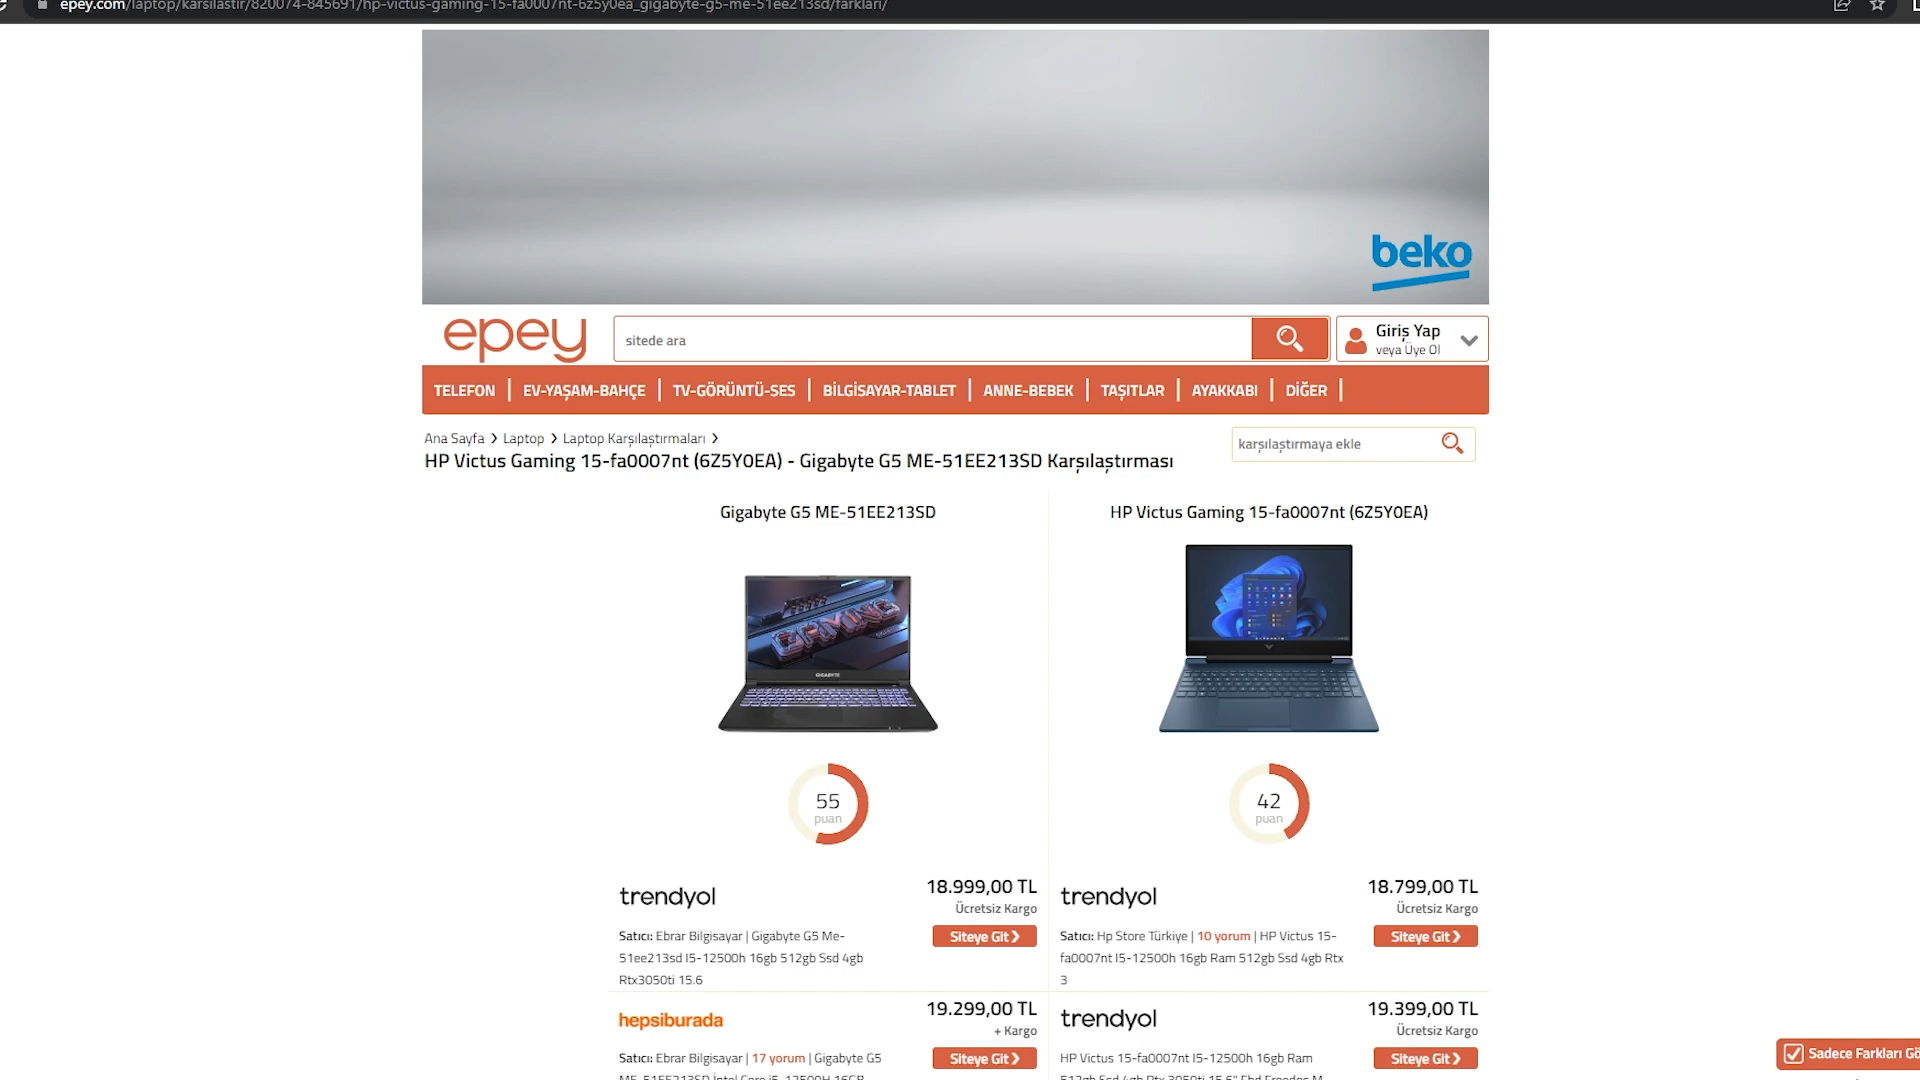 epey.com/laptop/karsilastir/820074-845691/hp-victus-gaming-15-fa0007nt-6z5y0ea_gigabyte-g5-me-51ee213sd/farklari/
beko
epey
sitede ara
Giriş Yap
veya Üye Ol
TELEFON
EV-YAŞAM-BAHÇE
TV-GÖRÜNTÜ-SES
BİLGİSAYAR-TABLET
ANNE-BEBEK
TAŞITLAR
AYAKKABI
DİĞER
Ana Sayfa ❯ Laptop ❯ Laptop Karşılaştırmaları ❯
karşılaştırmaya ekle
HP Victus Gaming 15-fa0007nt (6Z5Y0EA) - Gigabyte G5 ME-51EE213SD Karşılaştırması
Gigabyte G5 ME-51EE213SD
HP Victus Gaming 15-fa0007nt (6Z5Y0EA)
GAMING
GIGABYTE
55
puan
42
puan
trendyol
18.999,00 TL
Ücretsiz Kargo
Siteye Git ❯
Satıcı: Ebrar Bilgisayar | Gigabyte G5 Me-
51ee213sd I5-12500h 16gb 512gb Ssd 4gb
Rtx3050ti 15.6
trendyol
18.799,00 TL
Ücretsiz Kargo
Siteye Git ❯
Satıcı: Hp Store Türkiye | 10 yorum | HP Victus 15-
fa0007nt I5-12500h 16gb Ram 512gb Ssd 4gb Rtx
3
hepsiburada
19.299,00 TL
+ Kargo
Siteye Git ❯
Satıcı: Ebrar Bilgisayar | 17 yorum | Gigabyte G5
ME-51EE213SD İntel Core i5-12500H 16GB
trendyol
19.399,00 TL
Ücretsiz Kargo
Siteye Git ❯
HP Victus 15-fa0007nt I5-12500h 16gb Ram
512gb Ssd 4gb Rtx 3050ti 15.6" Fhd Freedos M
Sadece Farkları Gö